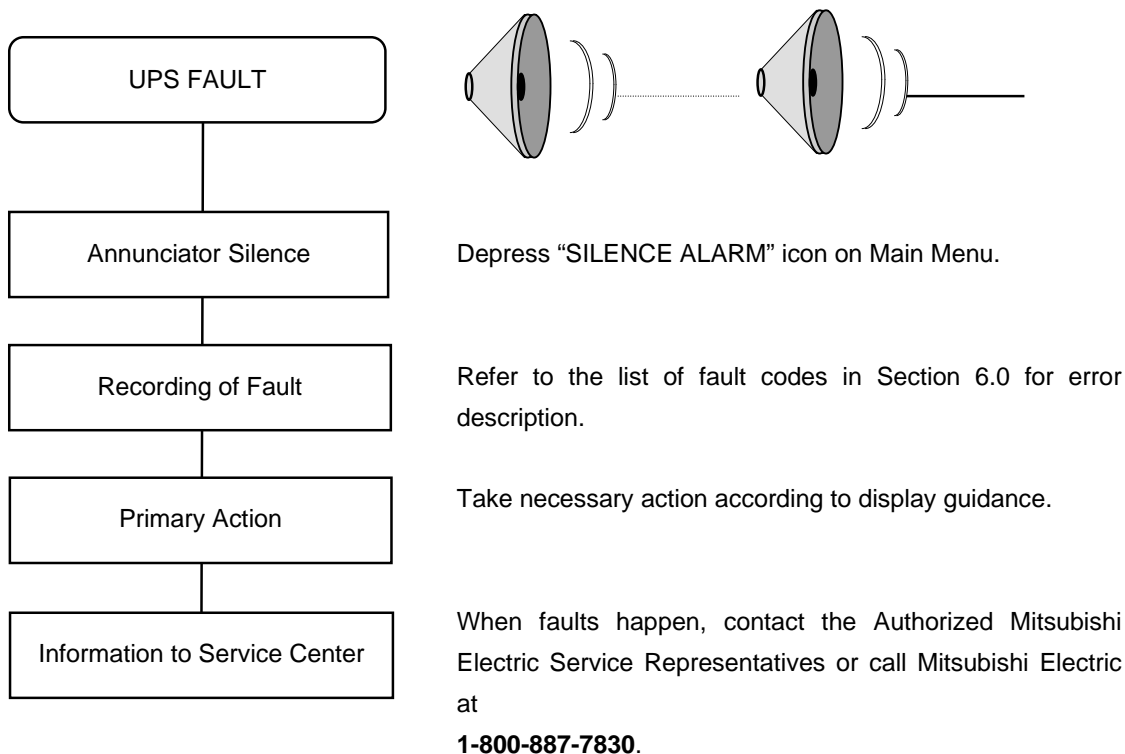 UPS FAULT
Annunciator Silence
Depress “SILENCE ALARM” icon on Main Menu.
Recording of Fault
Refer to the list of fault codes in Section 6.0 for error
description.
Primary Action
Take necessary action according to display guidance.
Information to Service Center
When faults happen, contact the Authorized Mitsubishi
Electric Service Representatives or call Mitsubishi Electric
at
1-800-887-7830.